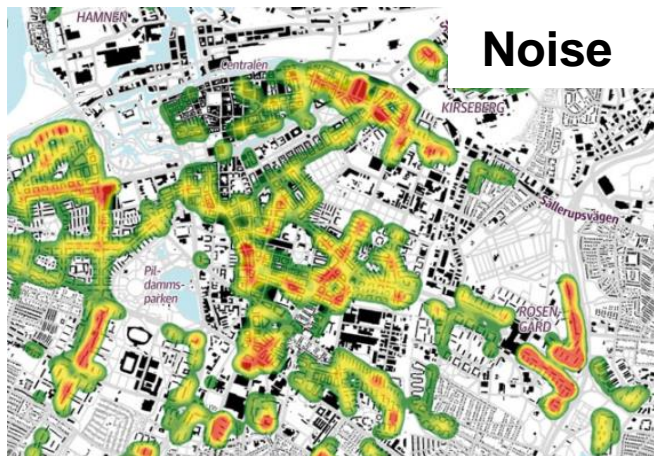 HAMNEN
Noise
Centralen
KIRSEBERG
Sallerupsvägen
Pil-
damms-
parken
ROSEN-
GÅRD